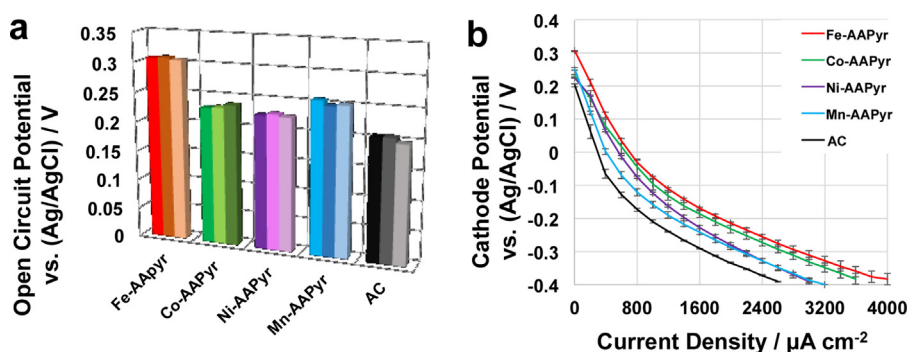 a
Open Circuit Potential
vs. (Ag/AgCl) / V
0.35
0.3
0.25
0.2
0.15
0.1
0.05
0
Fe-AApyr
Co-AAPyr
Ni-AAPyr
Mn-AAPyr
AC
b
Cathode Potential
vs. (Ag/AgCl) / V
0.4
0.3
0.2
0.1
0
-0.1
-0.2
-0.3
-0.4
0 800 1600 2400 3200 4000
Current Density / µA cm-2
Fe-AAPyr
Co-AAPyr
Ni-AAPyr
Mn-AAPyr
AC